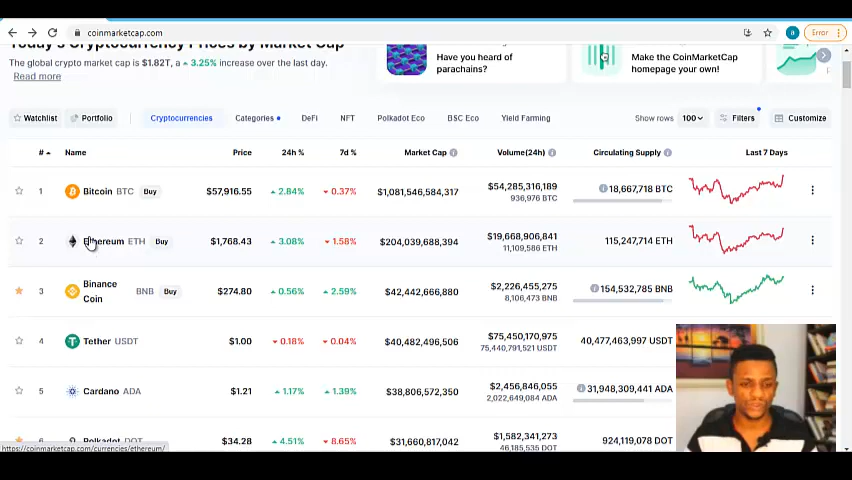 coinmarketcap.com
a
Error
Today's Cryptocurrency Prices by Market Cap
The global crypto market cap is $1.82T, a 3.25% increase over the last day.
Read more
Have you heard of
parachains?
Make the CoinMarketCap
homepage your own!
Watchlist Portfolio Cryptocurrencies Categories DeFi NFT Polkadot Eco BSC Eco Yield Farming Show rows 100 Filters Customize
# Name Price 24h % 7d % Market Cap Volume(24h) Circulating Supply Last 7 Days
1 Bitcoin BTC Buy $57,916.55 2.84% 0.37% $1,081,546,584,317 $54,285,316,189 18,667,718 BTC
936,976 BTC
2 Ethereum ETH Buy $1,768.43 3.08% 1.58% $204,039,688,394 $19,668,906,841 115,247,714 ETH
11,109,586 ETH
3 Binance
Coin BNB Buy $274.80 0.56% 2.59% $42,442,666,880 $2,226,455,275 154,532,785 BNB
8,106,473 BNB
4 Tether USDT $1.00 0.18% 0.04% $40,482,496,506 $75,450,170,975 40,477,463,997 USDT
75,440,791,521 USDT
5 Cardano ADA $1.21 1.17% 1.39% $38,806,572,350 $2,456,846,055 31,948,309,441 ADA
2,022,649,084 ADA
6 Polkadot DOT $34.28 4.51% 8.65% $31,660,817,042 $1,582,341,273 924,119,078 DOT
46,185,535 DOT
https://coinmarketcap.com/currencies/ethereum/